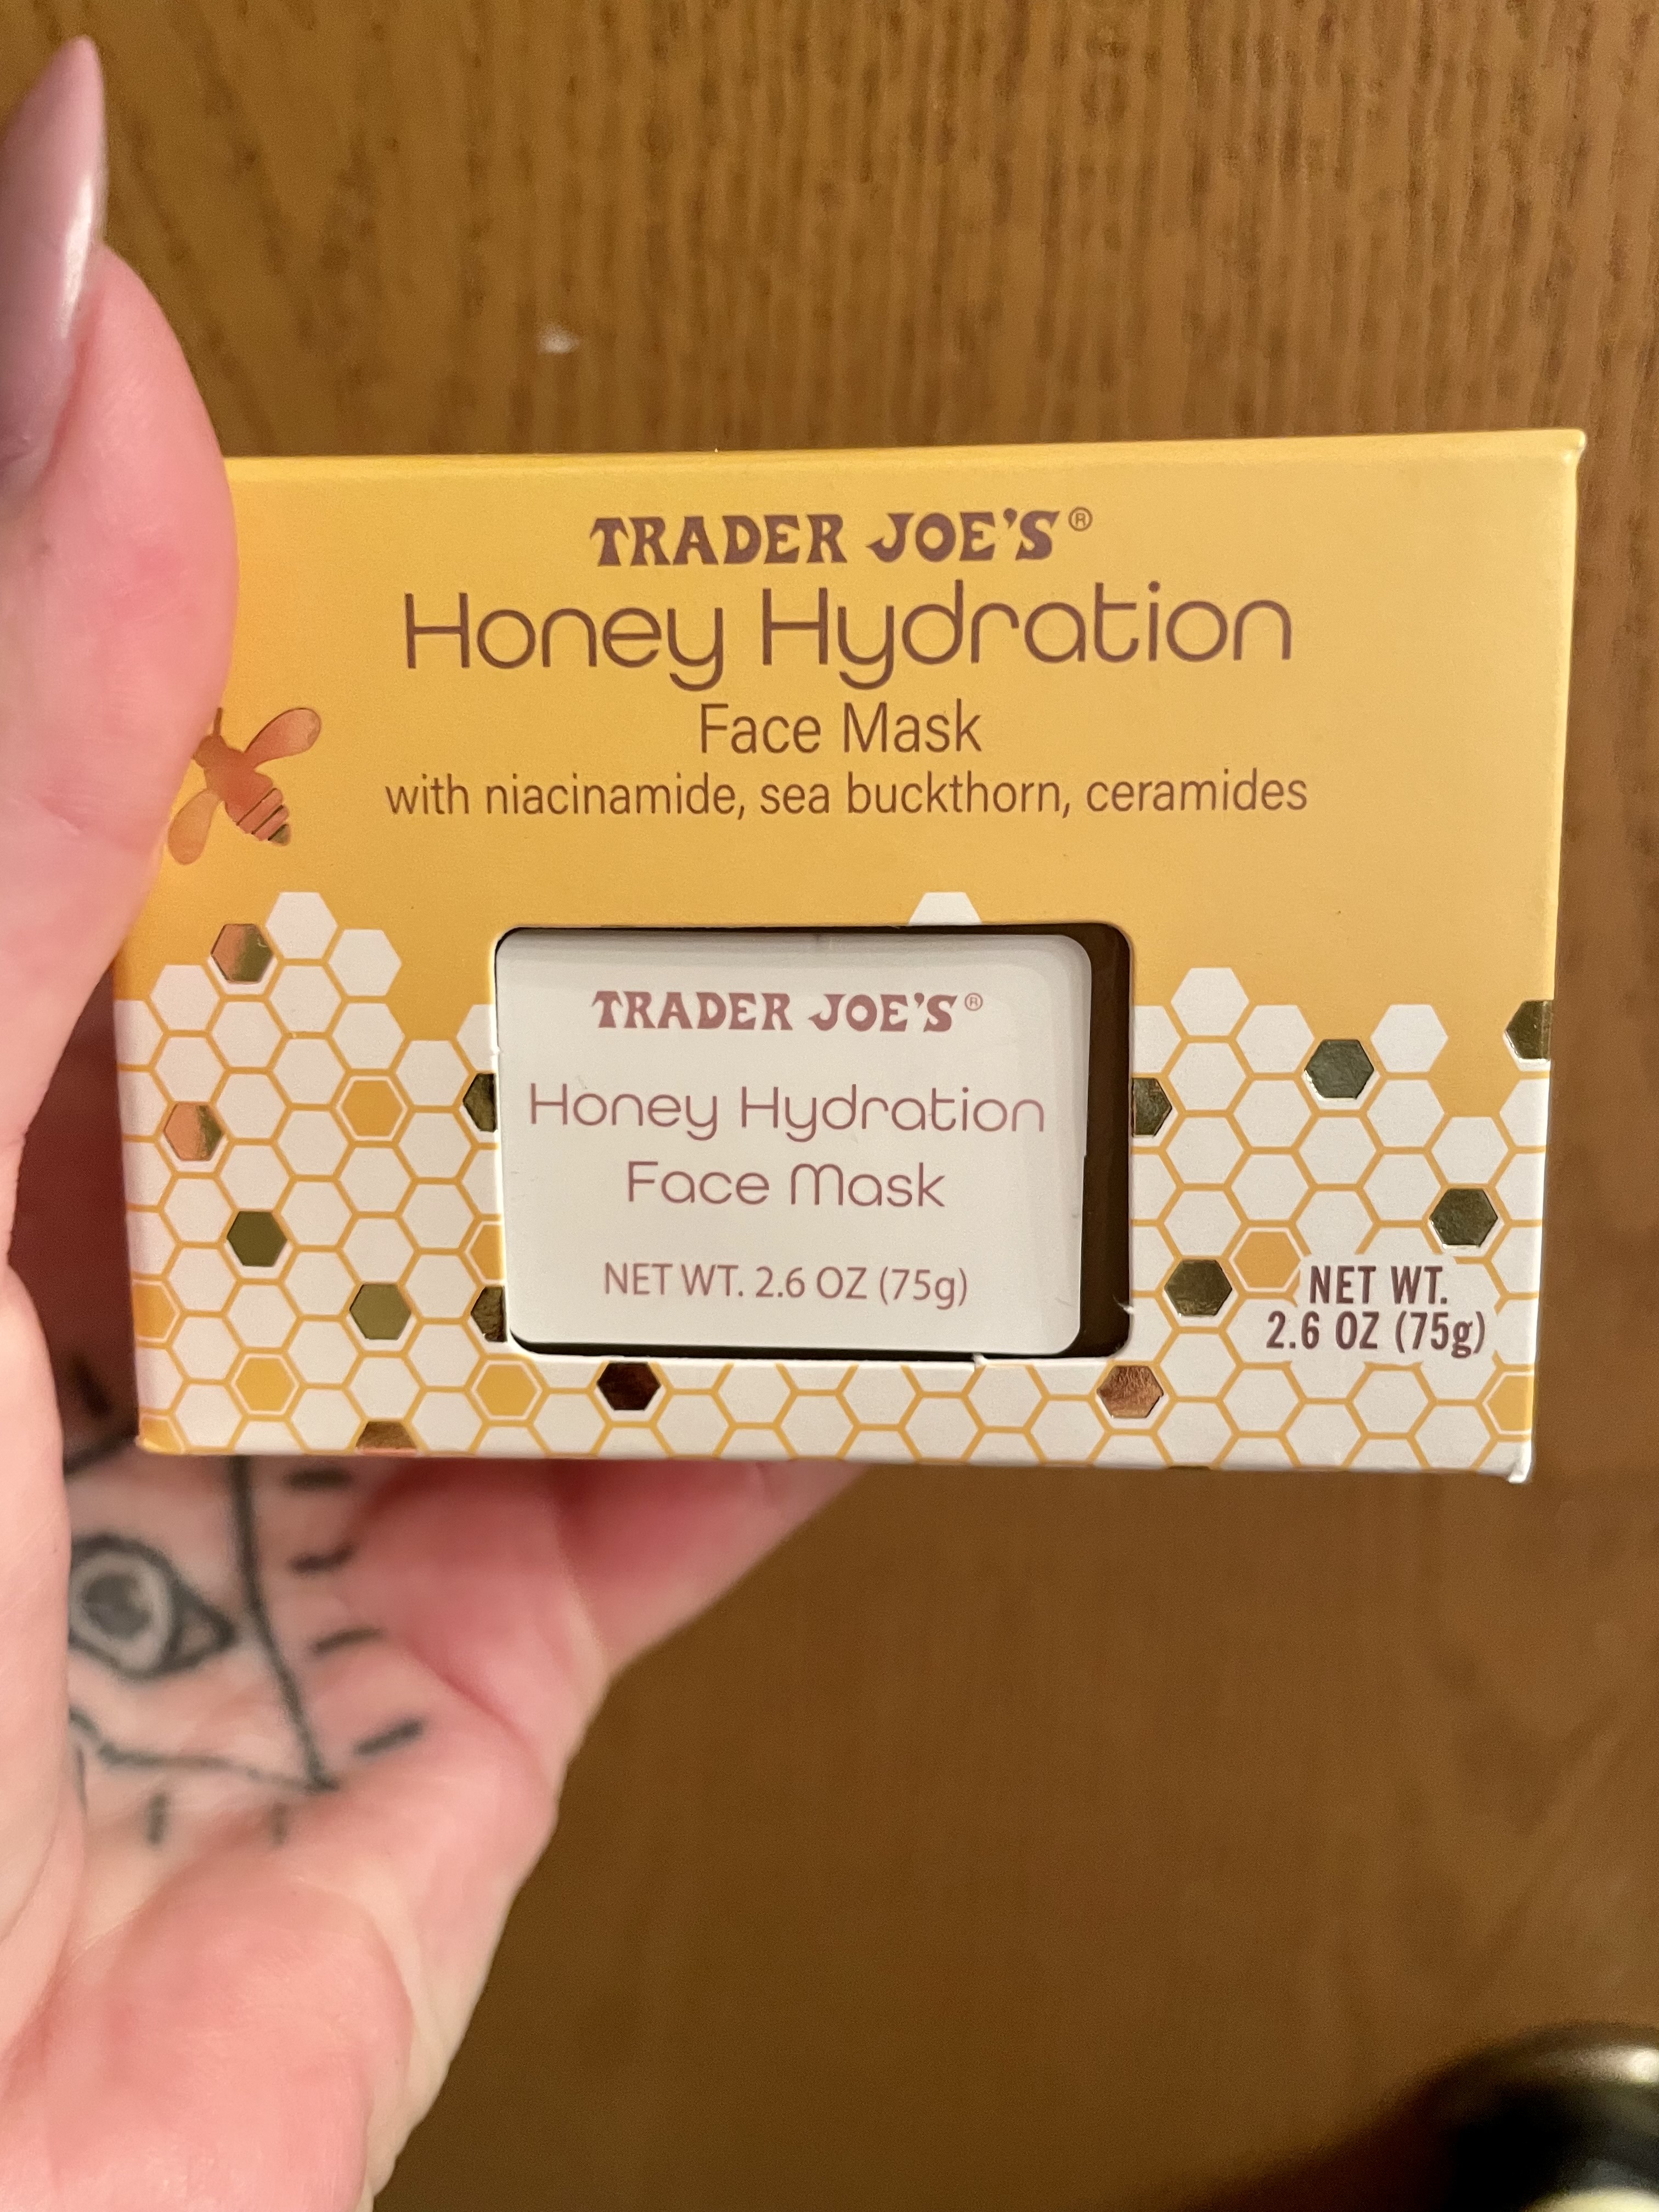 TRADER JOE'S®
Honey Hydration
Face Mask
with niacinamide, sea buckthorn, ceramides
TRADER JOE'S®
Honey Hydration
Face Mask
NET WT. 2.6 OZ (75g)
NET WT.
2.6 OZ (75g)